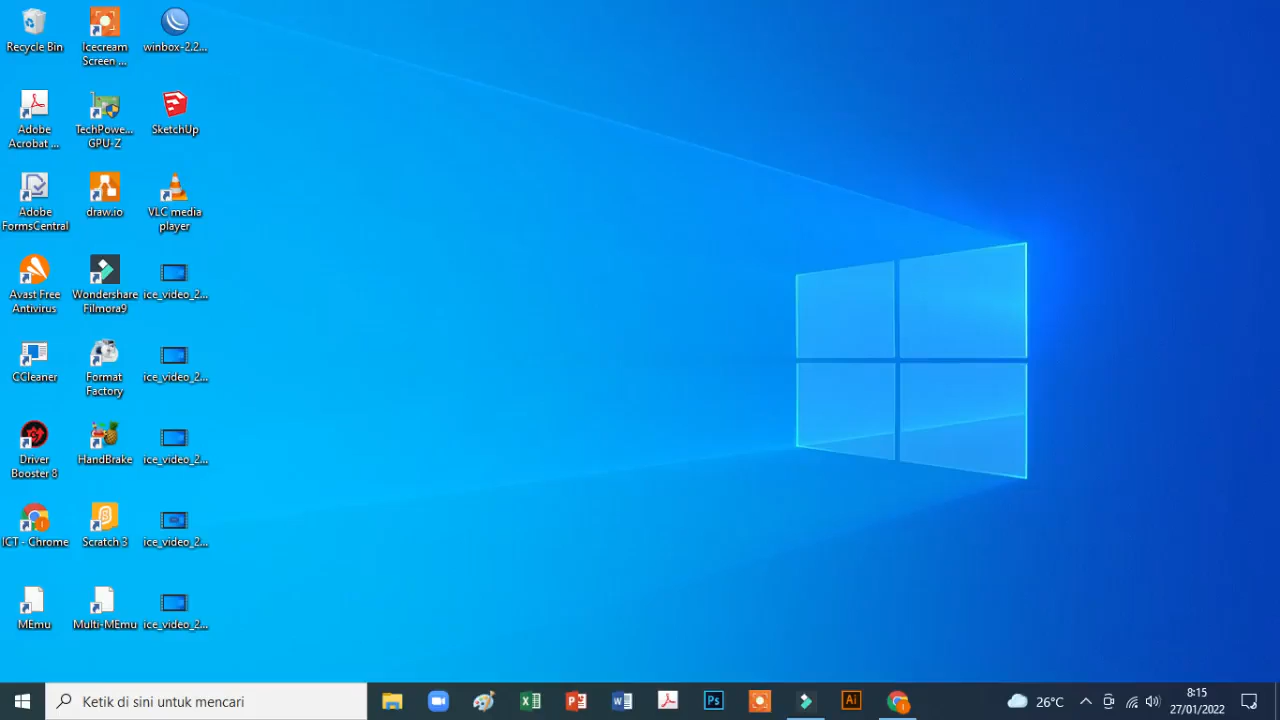 Recycle Bin
Icecream
Screen ...
winbox-2.2...
Adobe
Acrobat ...
TechPowe...
GPU-Z
SketchUp
Adobe
FormsCentral
draw.io
VLC media
player
Avast Free
Antivirus
Wondershare
Filmora9
ice_video_2...
CCleaner
Format
Factory
ice_video_2...
Driver
Booster 8
HandBrake
ice_video_2...
ICT - Chrome
Scratch 3
ice_video_2...
MEmu
Multi-MEmu
ice_video_2...
Ketik di sini untuk mencari
Ps
Ai
26°C
8:15
27/01/2022